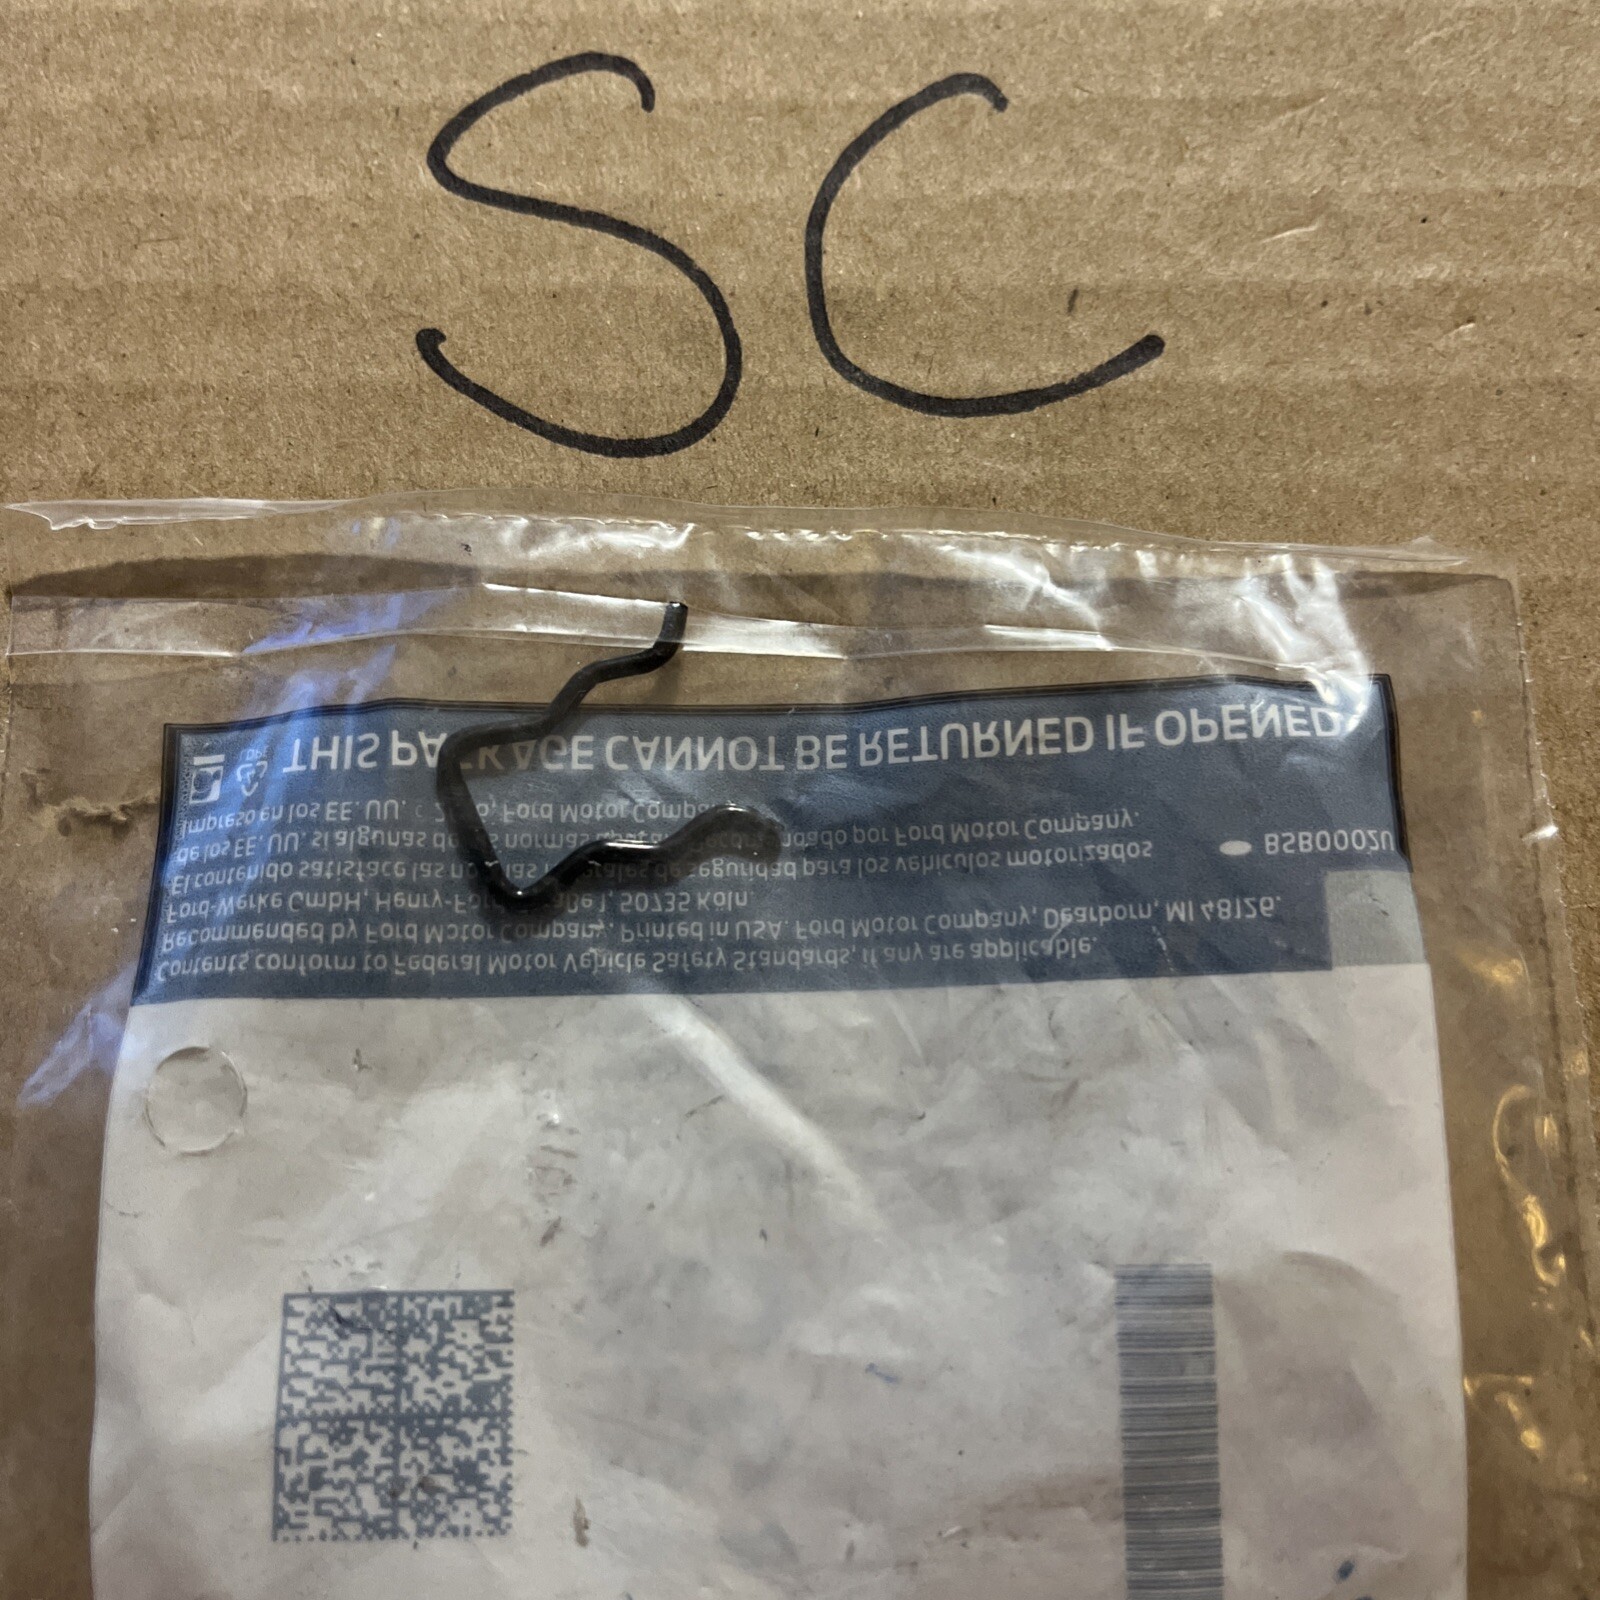 SC
THIS PACKAGE CANNOT BE RETURNED IF OPENED
Impreso en los EE. UU. Ford Motor Company
de los EE. UU. si algunas de normas por Ford Motor Company.
El contenido satisface las de seguridad para los vehículos motorizados
BSB0002U
Ford-Werke GmbH, Henry-Ford-Straße 1, 50735 Köln.
Recommended by Ford Motor Company. Printed in USA. Ford Motor Company, Dearborn, MI 48126.
Contents conform to Federal Motor Vehicle Safety Standards, if any are applicable.